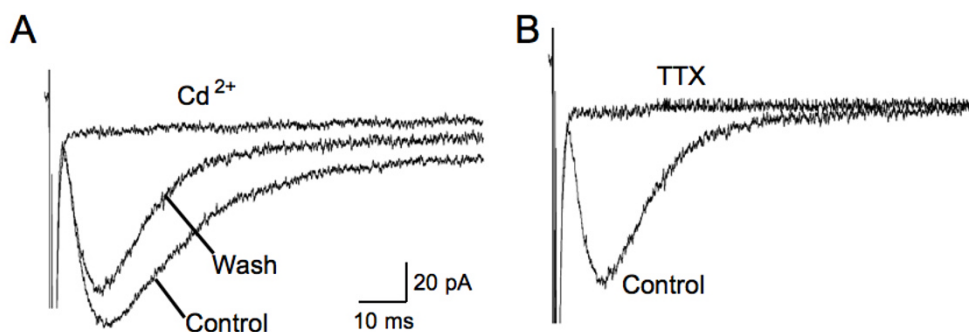 A
B
Cd²⁺
TTX
Wash
Control
20 pA
10 ms
Control